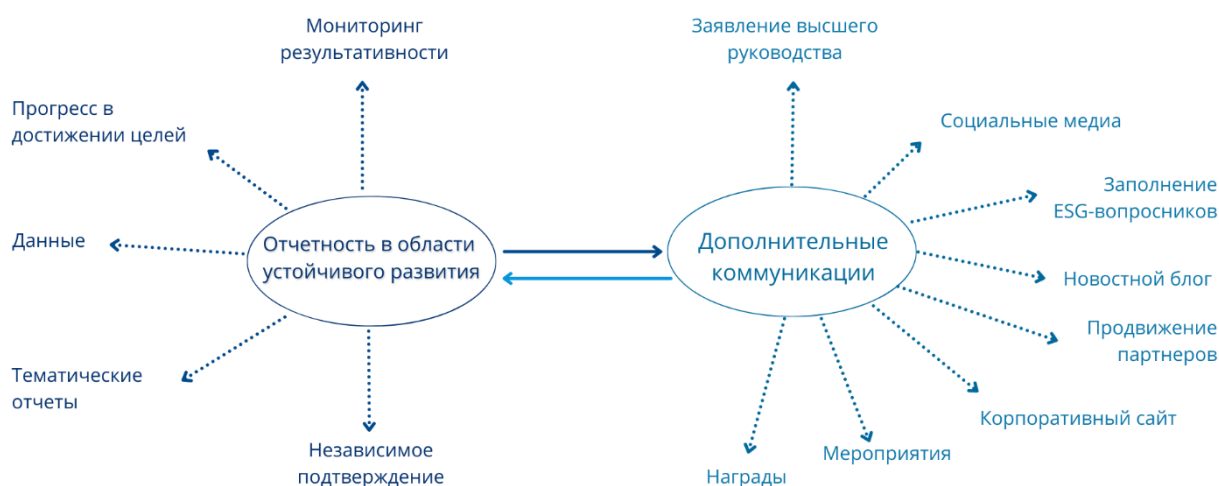 Мониторинг
результативности
Прогресс в
достижении целей
Данные
Отчетность в области
устойчивого развития
Тематические
отчеты
Независимое
подтверждение
Заявление высшего
руководства
Социальные медиа
Заполнение
ESG-вопросников
Дополнительные
коммуникации
Новостной блог
Продвижение
партнеров
Корпоративный сайт
Мероприятия
Награды